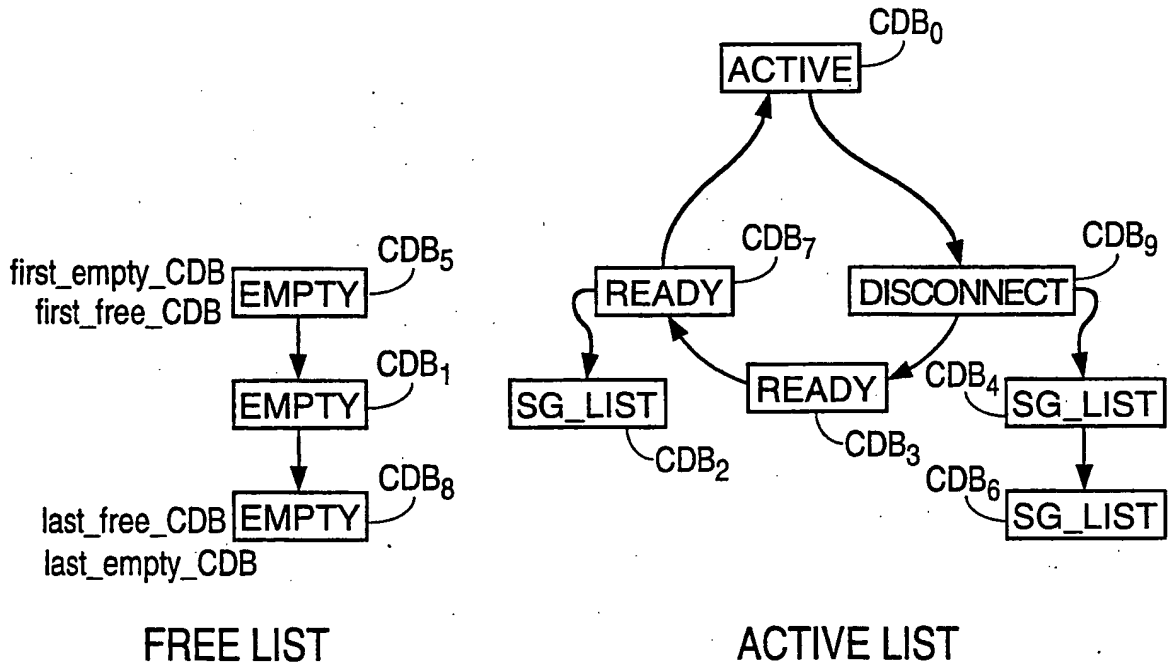 FREE LIST
first_empty_CDB
first_free_CDB
EMPTY
CDB5
EMPTY
CDB1
last_free_CDB
last_empty_CDB
EMPTY
CDB8
ACTIVE LIST
ACTIVE
CDB0
READY
CDB7
DISCONNECT
CDB9
SG_LIST
CDB2
READY
CDB3
CDB4
SG_LIST
CDB6
SG_LIST